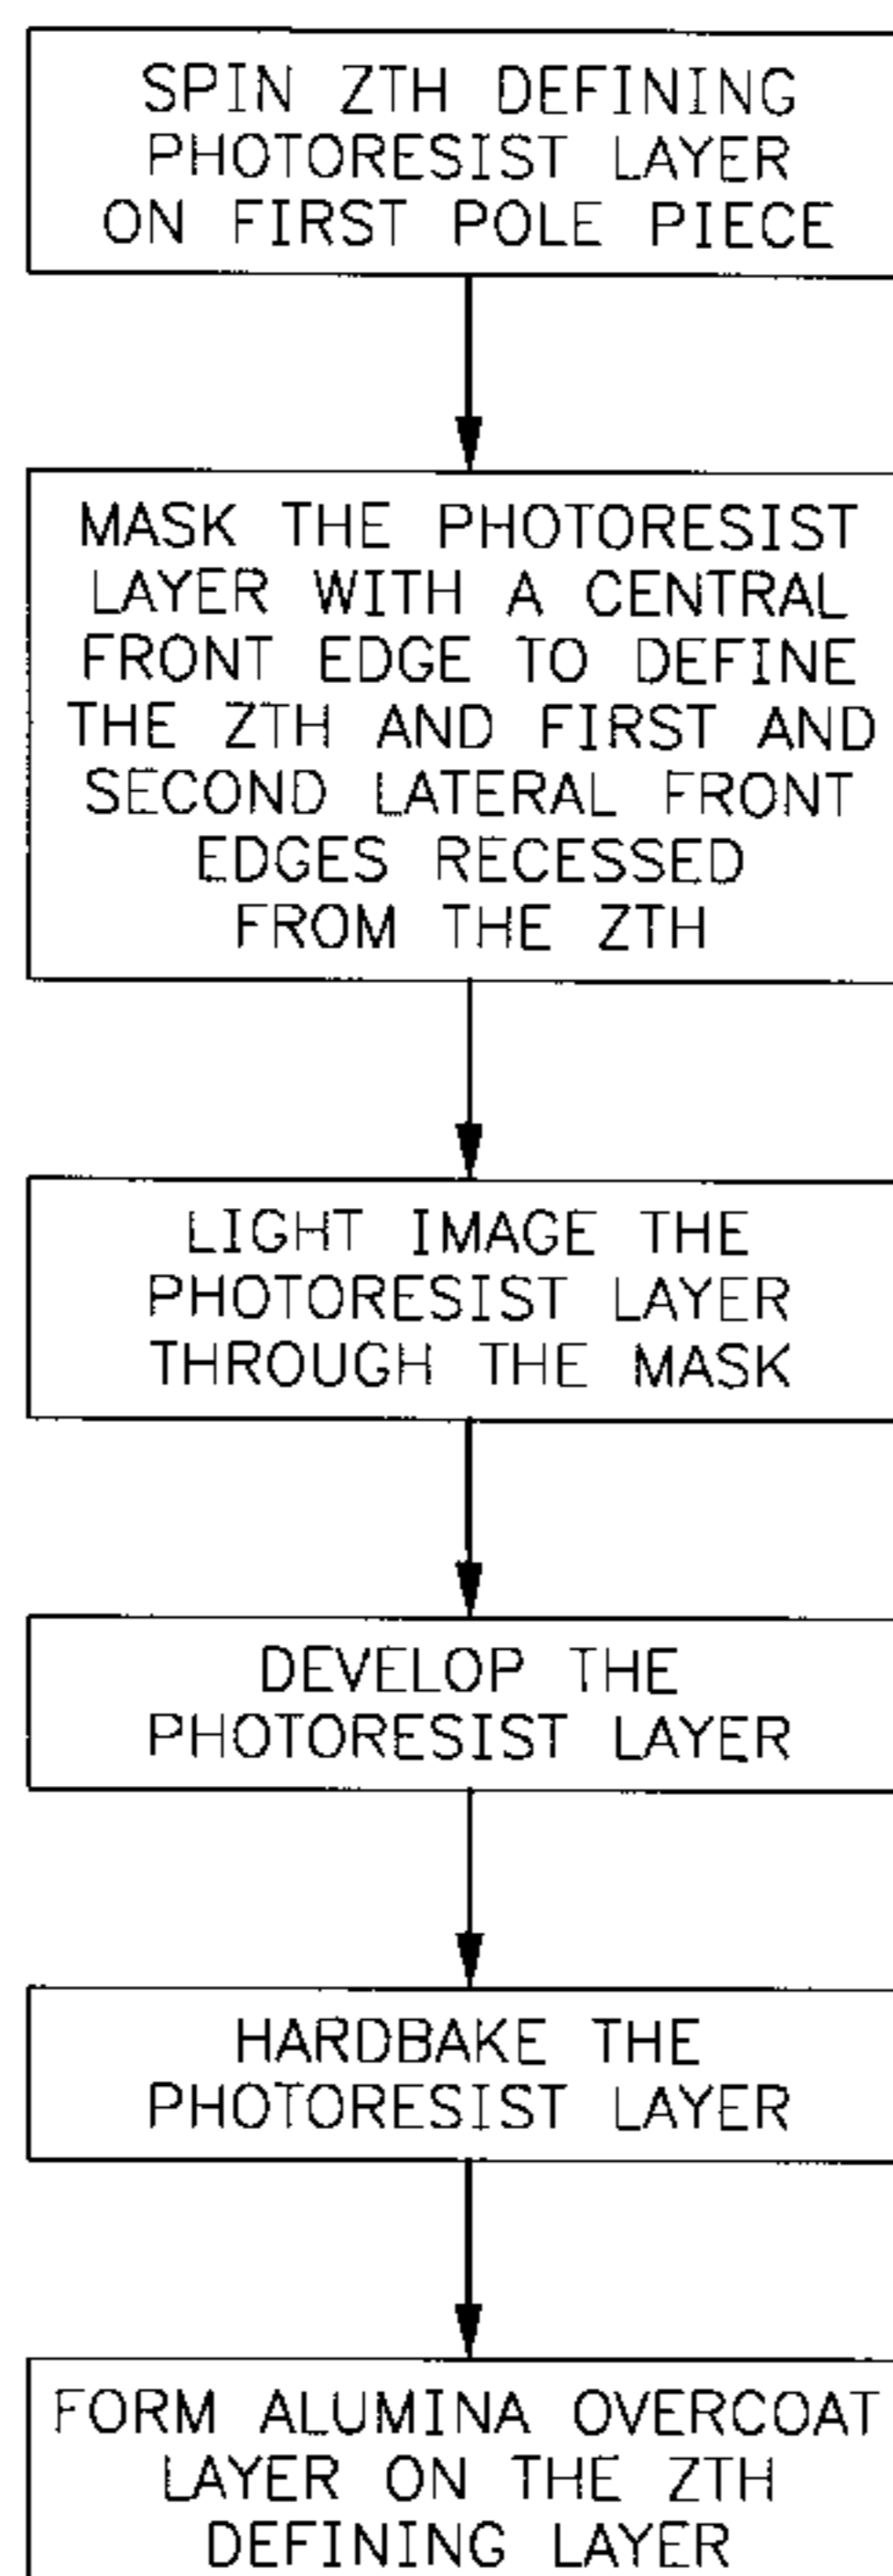 SPIN ZTH DEFINING
PHOTORESIST LAYER
ON FIRST POLE PIECE
MASK THE PHOTORESIST
LAYER WITH A CENTRAL
FRONT EDGE TO DEFINE
THE ZTH AND FIRST AND
SECOND LATERAL FRONT
EDGES RECESSED
FROM THE ZTH
LIGHT IMAGE THE
PHOTORESIST LAYER
THROUGH THE MASK
DEVELOP THE
PHOTORESIST LAYER
HARDBAKE THE
PHOTORESIST LAYER
FORM ALUMINA OVERCOAT
LAYER ON THE ZTH
DEFINING LAYER